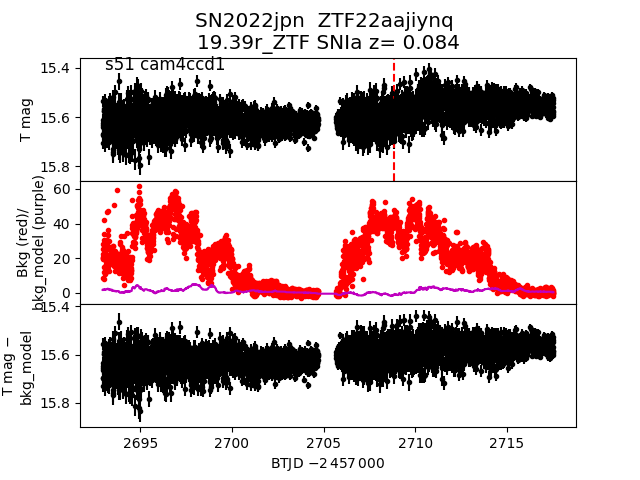 SN2022jpn ZTF22aajiynq
19.39r_ZTF SNIa z= 0.084
s51 cam4ccd1
15.4
15.6
15.8
T mag
60
40
20
0
Bkg (red)/
bkg_model (purple)
15.4
15.6
15.8
T mag −
bkg_model
2695 2700 2705 2710 2715
BTJD −2 457 000